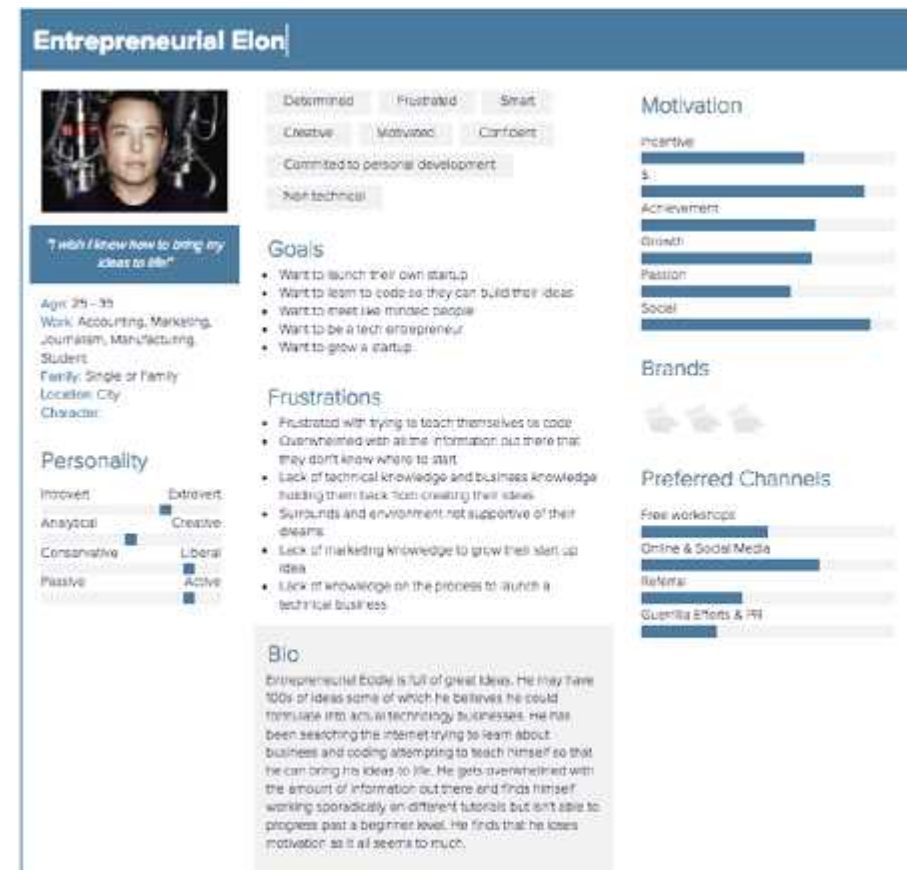 Entrepreneurial Elon
"I wish I knew how to bring my
ideas to life!"
Age: 25 - 35
Work: Accounting, Marketing,
Journalism, Manufacturing,
Student
Family: Single or Family
Location: City
Character:
Personality
Introvert Extrovert
Analytical Creative
Conservative Liberal
Passive Active
Determined Frustrated Smart
Creative Motivated Confident
Commited to personal development
Non technical
Goals
• Want to launch their own startup
• Want to learn to code so they can build their ideas
• Want to meet like minded people
• Want to be a tech entrepreneur
• Want to grow a startup
Frustrations
• Frustrated with trying to teach themselves to code
• Overwhelmed with all the information out there that
they don't know where to start
• Lack of technical knowledge and business knowledge
holding them back from creating their ideas
• Surrounds and environment not supportive of their
dreams
• Lack of marketing knowledge to grow their start up
idea
• Lack of knowledge on the process to launch a
technical business
Bio
Entrepreneurial Eddie is full of great ideas. He may have
100s of ideas some of which he believes he could
formulate into actual technology businesses. He has
been searching the internet trying to learn about
business and coding attempting to teach himself so that
he can bring his ideas to life. He gets overwhelmed with
the amount of information out there and finds himself
working sporadically on different tutorials but isn't able to
progress past a beginner level. He finds that he loses
motivation as it all seems to much.
Motivation
Incentive
$
Achievement
Growth
Passion
Social
Brands
Preferred Channels
Free workshops
Online & Social Media
Referral
Guerrilla Efforts & PR